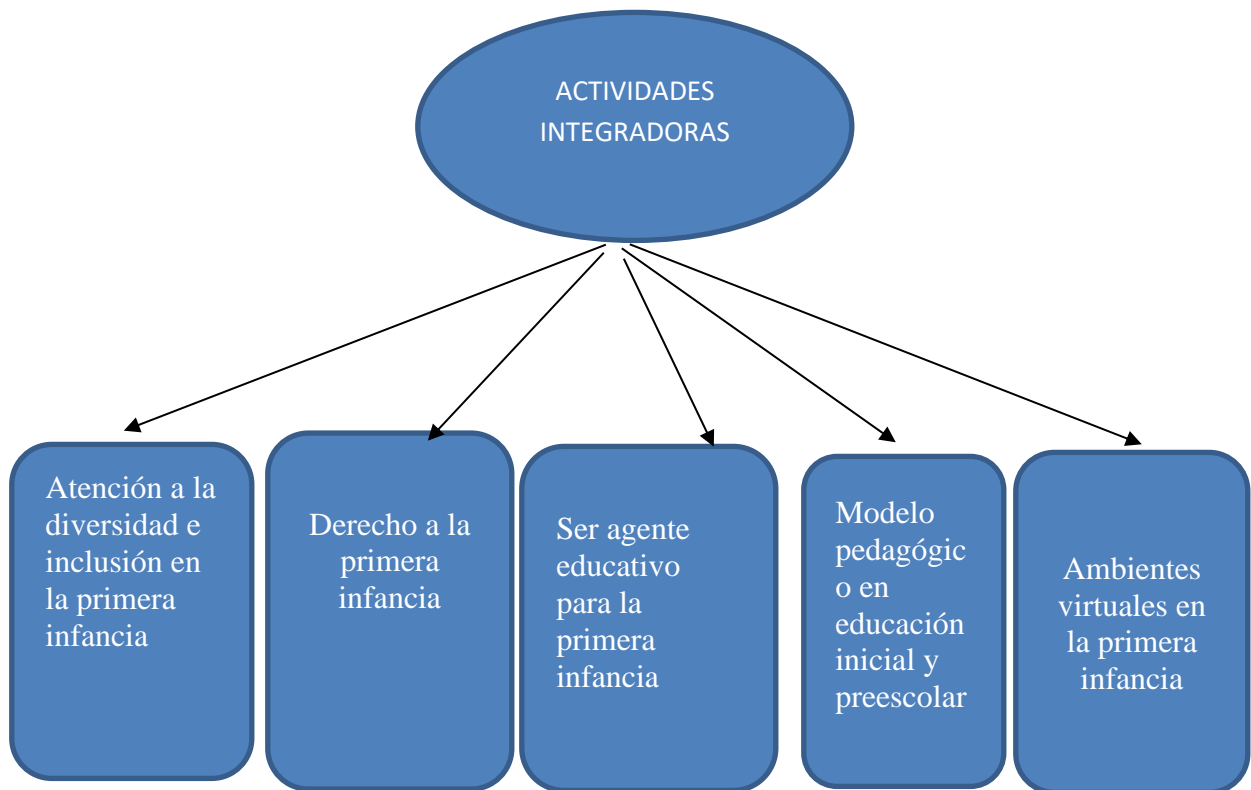 ACTIVIDADES
INTEGRADORAS
Atención a la
diversidad e
inclusión en
la primera
infancia
Derecho a la
primera
infancia
Ser agente
educativo
para la
primera
infancia
Modelo
pedagógic
o en
educación
inicial y
preescolar
Ambientes
virtuales en
la primera
infancia